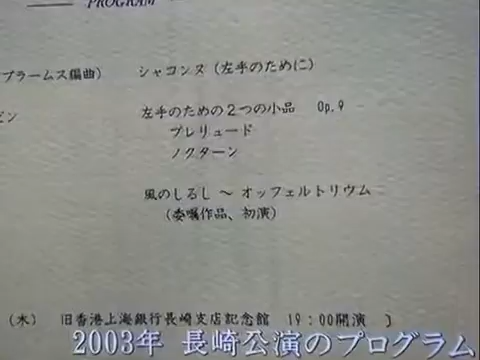 PROGRAM
ブラームス編曲） シャコンヌ（左手のために）
ビン 左手のための２つの小品 Op.9
プレリュード
ノクターン
風のしるし ～ オッフェルトリウム
（委嘱作品、初演）
（木） 旧香港上海銀行長崎支店記念館 １９：００開演 ］
2003年 長崎公演のプログラム